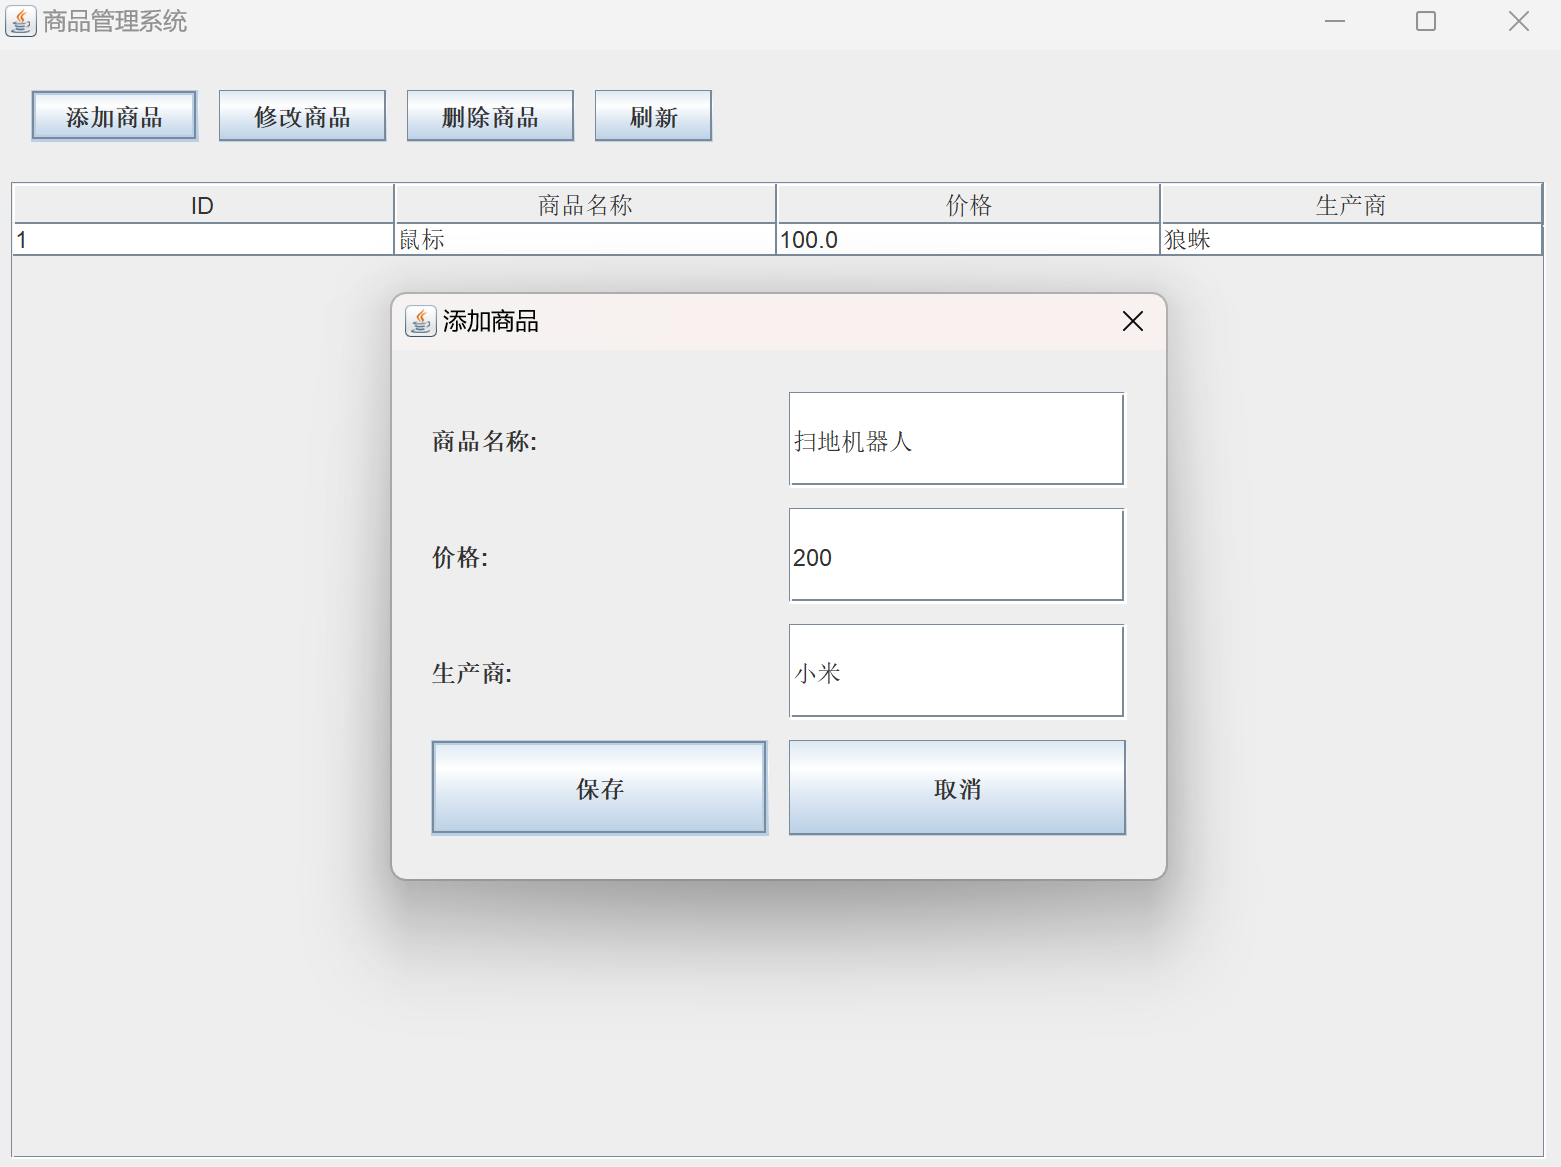 商品管理系统
添加商品 修改商品 删除商品 刷新
ID 商品名称 价格 生产商
1 鼠标 100.0 狼蛛
添加商品
商品名称: 扫地机器人
价格: 200
生产商: 小米
保存 取消